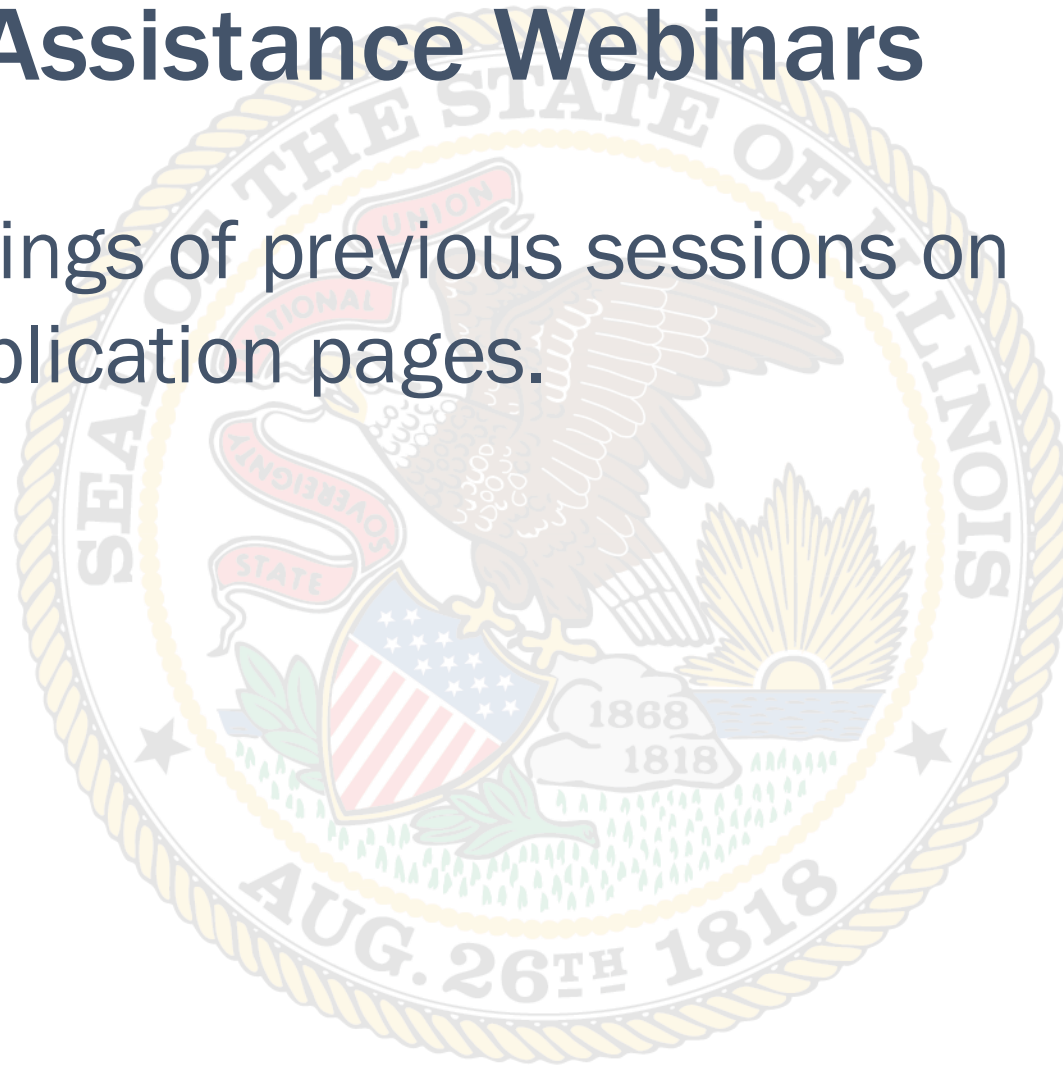 Assistance Webinars
ings of previous sessions on
plication pages.
SEAL OF THE STATE OF ILLINOIS
NATIONAL UNION
STATE SOVEREIGNTY
1868
1818
AUG. 26TH 1818